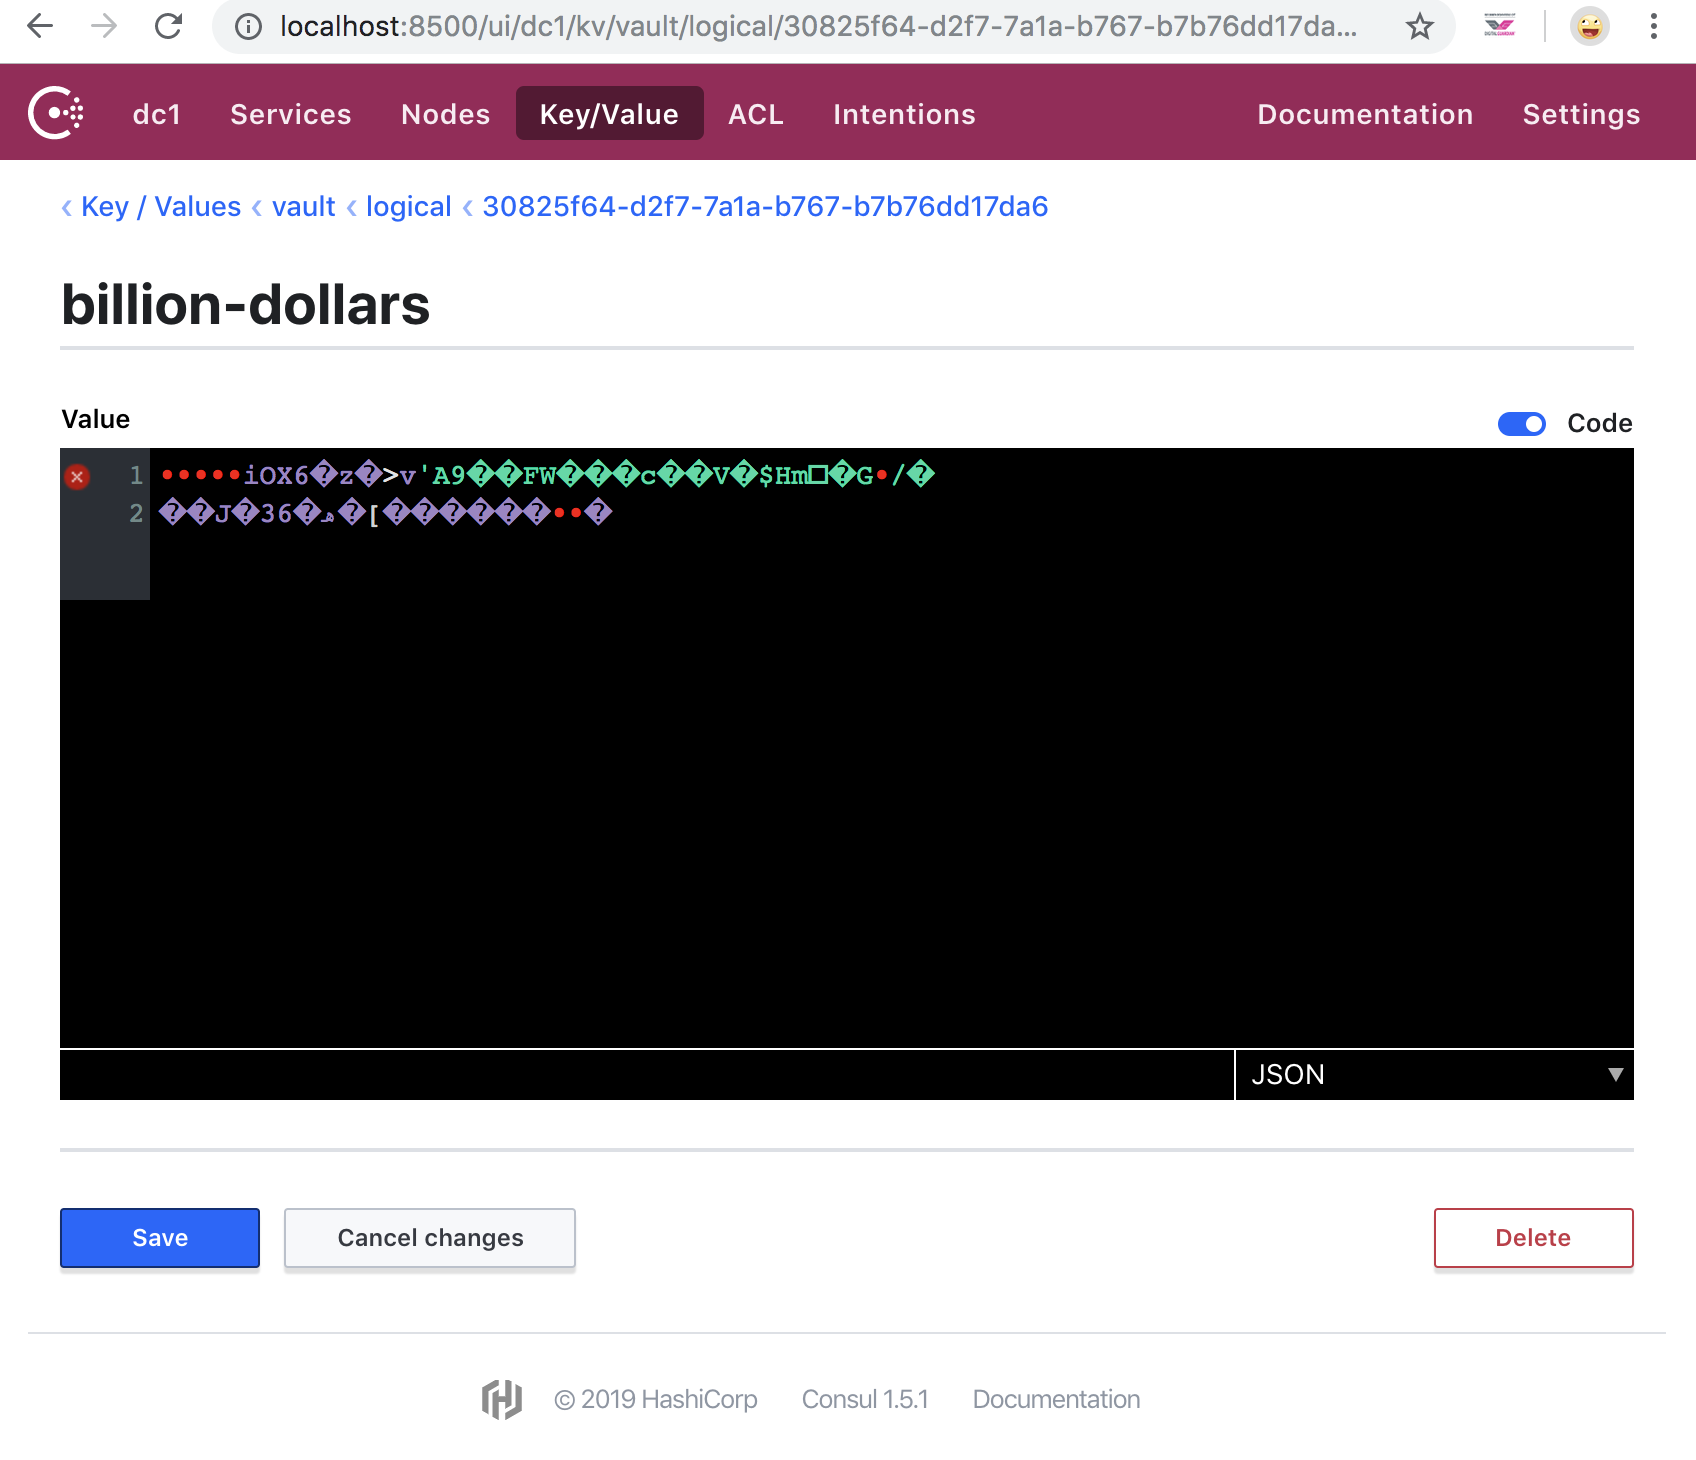 localhost:8500/ui/dc1/kv/vault/logical/30825f64-d2f7-7a1a-b767-b7b76dd17da...
dc1 Services Nodes Key/Value ACL Intentions Documentation Settings
‹ Key / Values ‹ vault ‹ logical ‹ 30825f64-d2f7-7a1a-b767-b7b76dd17da6
billion-dollars
Value Code
1 •••••iOX6�z�>v'A9��FW���c��V�$Hm□�G•/�
2 ��J�36�ﻫ�[������••�
JSON
Save Cancel changes Delete
© 2019 HashiCorp Consul 1.5.1 Documentation